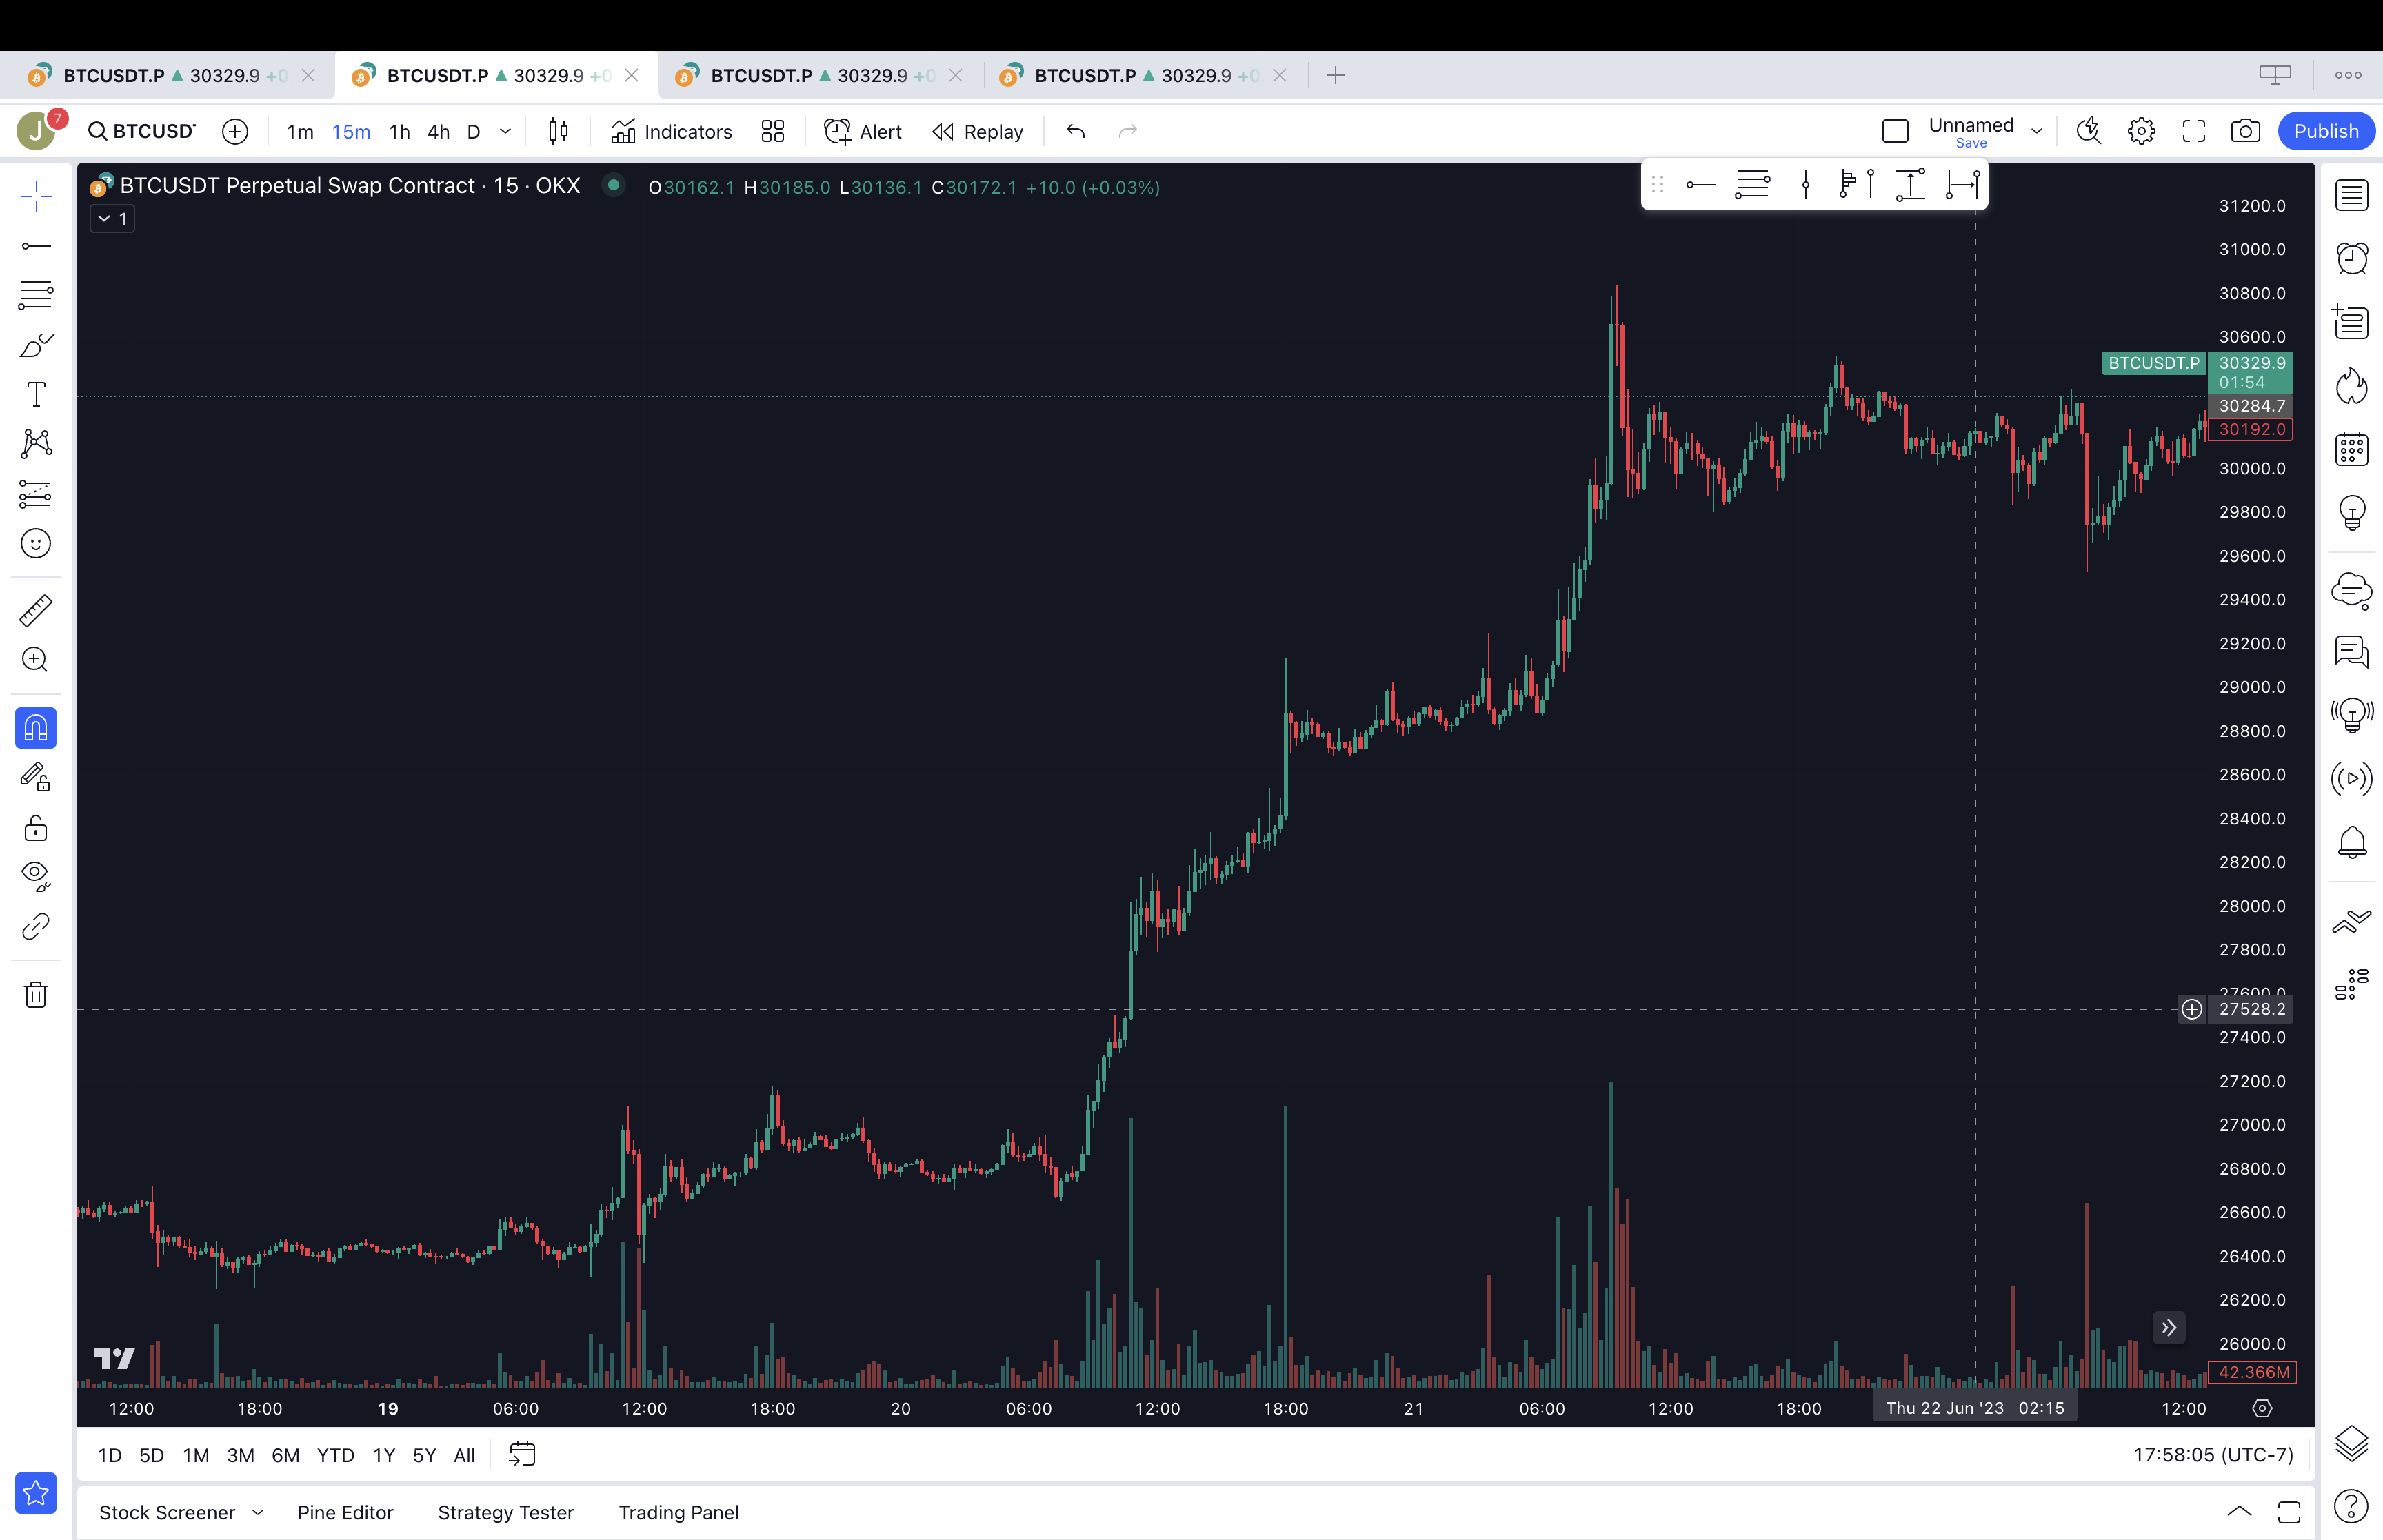 BTCUSDT.P ▲ 30329.9 +0
BTCUSDT.P ▲ 30329.9 +0
BTCUSDT.P ▲ 30329.9 +0
BTCUSDT.P ▲ 30329.9 +0
J 7
BTCUSD
1m 15m 1h 4h D
Indicators
Alert
Replay
Unnamed
Save
Publish
BTCUSDT Perpetual Swap Contract · 15 · OKX
O30162.1 H30185.0 L30136.1 C30172.1 +10.0 (+0.03%)
1
31200.0
31000.0
30800.0
30600.0
BTCUSDT.P 30329.9
01:54
30284.7
30192.0
30000.0
29800.0
29600.0
29400.0
29200.0
29000.0
28800.0
28600.0
28400.0
28200.0
28000.0
27800.0
27600.0
27528.2
27400.0
27200.0
27000.0
26800.0
26600.0
26400.0
26200.0
26000.0
42.366M
12:00 18:00 19 06:00 12:00 18:00 20 06:00 12:00 18:00 21 06:00 12:00 18:00 Thu 22 Jun '23 02:15 12:00
1D 5D 1M 3M 6M YTD 1Y 5Y All
17:58:05 (UTC-7)
Stock Screener Pine Editor Strategy Tester Trading Panel